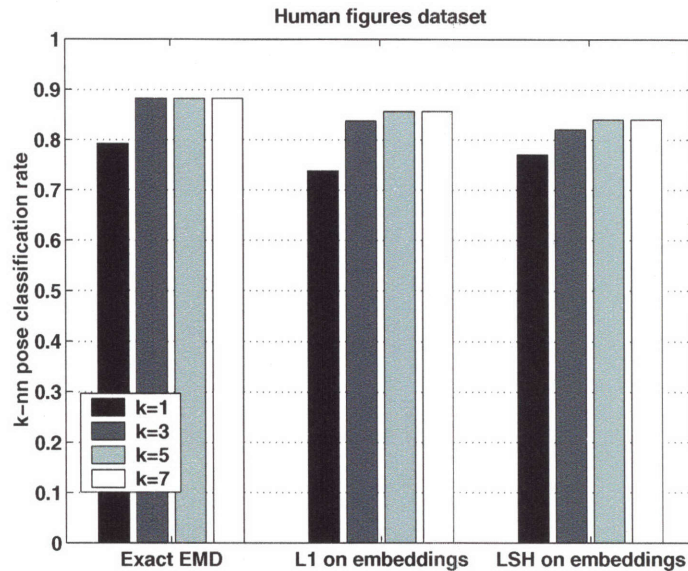 Human figures dataset
k-nn pose classification rate
1
0.9
0.8
0.7
0.6
0.5
0.4
0.3
0.2
0.1
0
k=1
k=3
k=5
k=7
Exact EMD
L1 on embeddings
LSH on embeddings